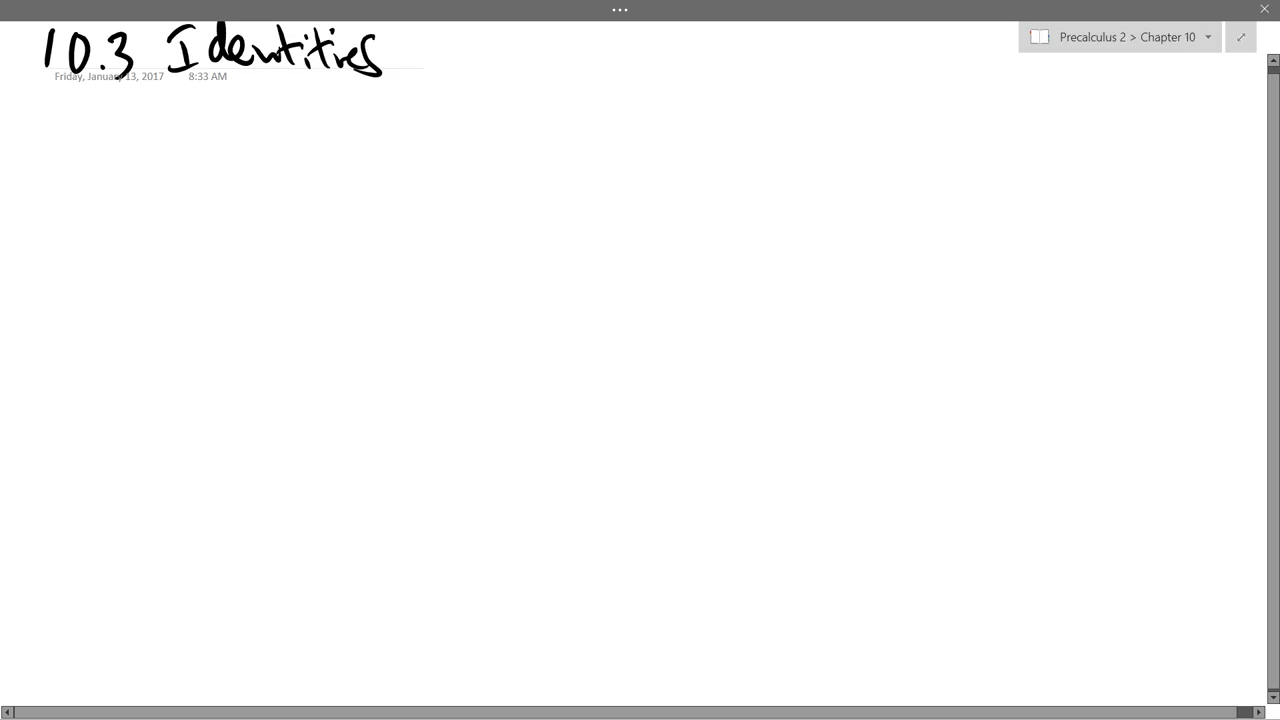 10.3 Identities
Friday, January 13, 2017 8:33 AM
Precalculus 2 > Chapter 10